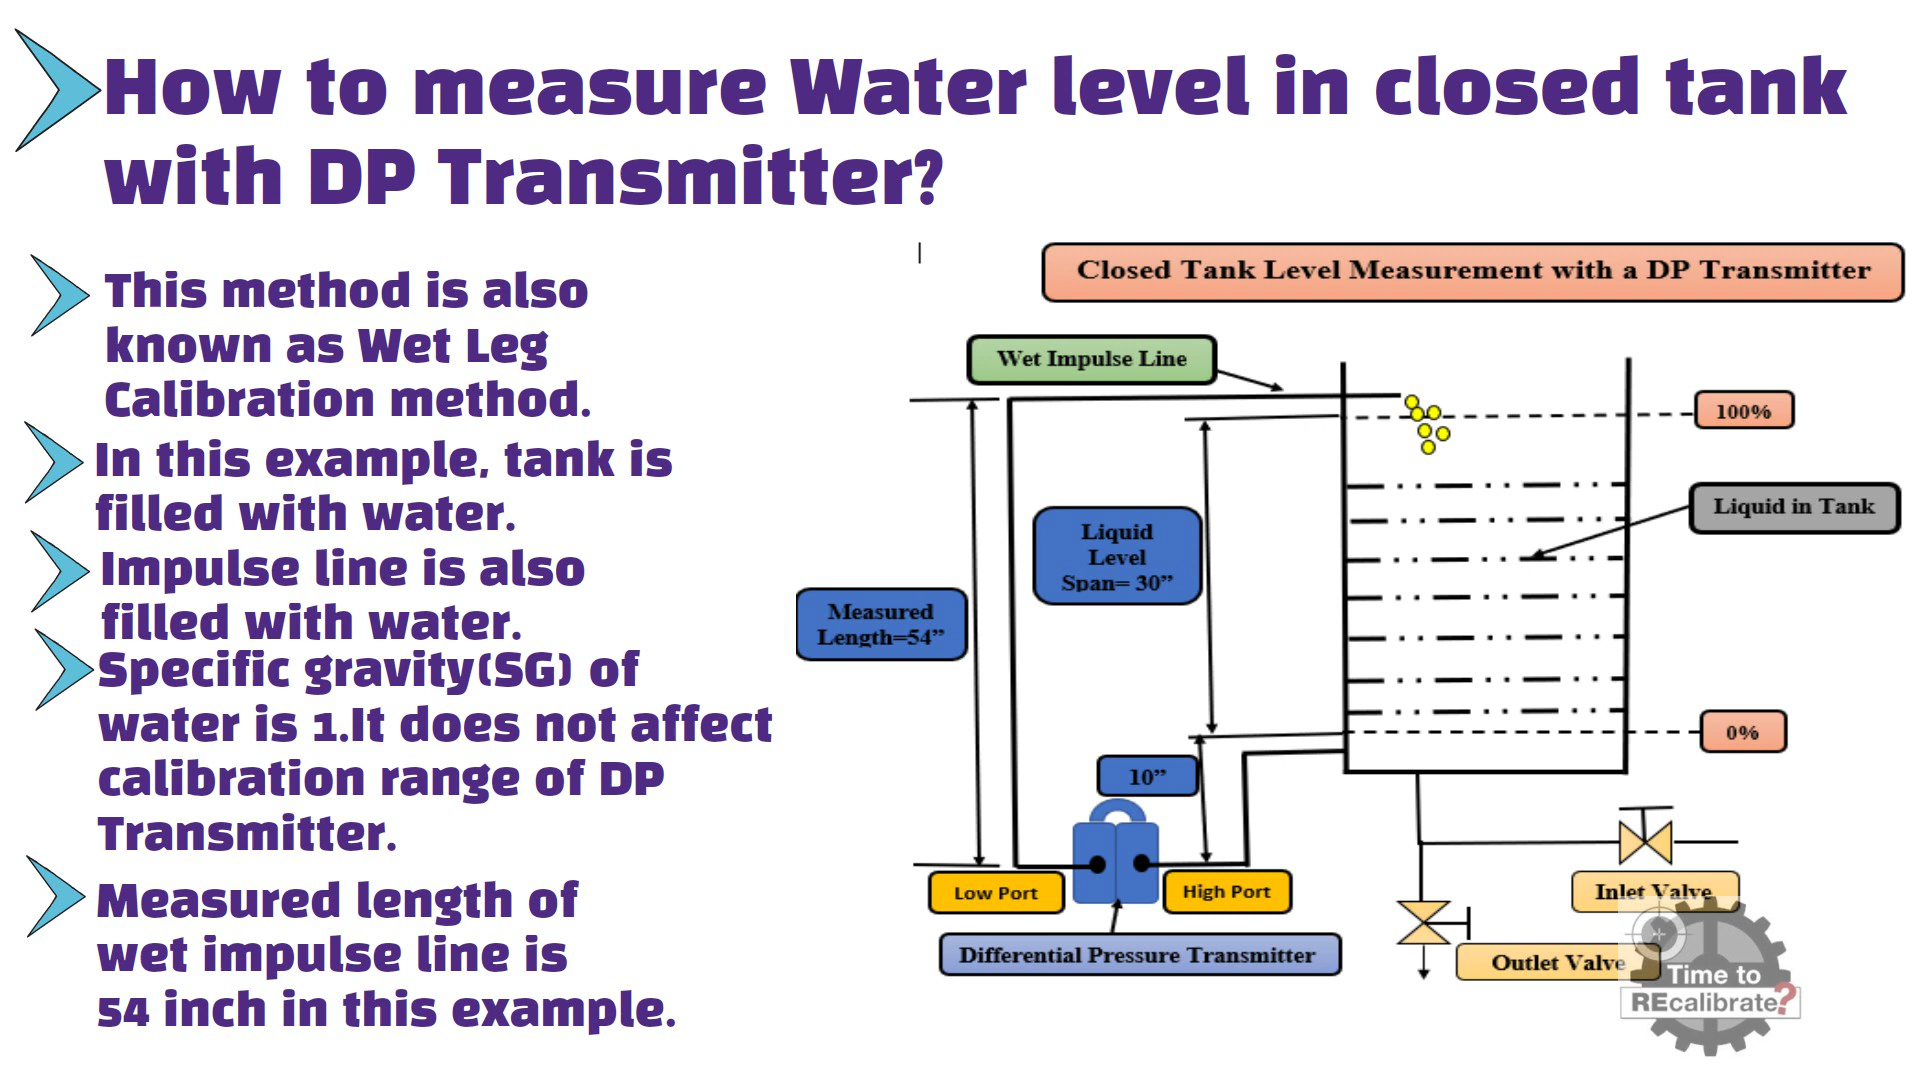 How to measure Water level in closed tank
with DP Transmitter?
This method is also
known as Wet Leg
Calibration method.
In this example, tank is
filled with water.
Impulse line is also
filled with water.
Specific gravity(SG) of
water is 1.It does not affect
calibration range of DP
Transmitter.
Measured length of
wet impulse line is
54 inch in this example.
Closed Tank Level Measurement with a DP Transmitter
Wet Impulse Line
100%
Liquid in Tank
Liquid
Level
Span= 30”
Measured
Length=54”
0%
10”
Low Port
High Port
Inlet Valve
Differential Pressure Transmitter
Outlet Valve
Time to
REcalibrate?